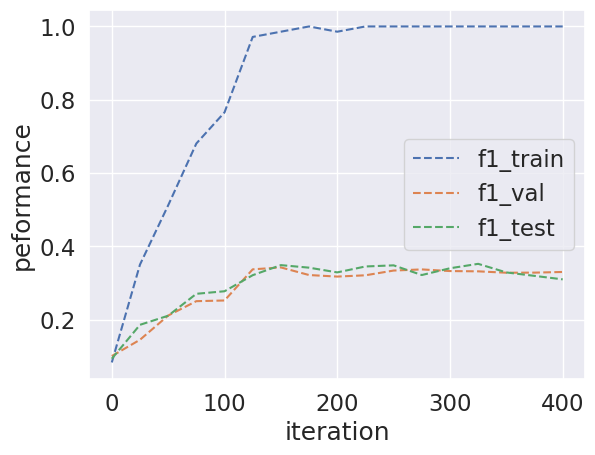 1.0
0.8
0.6
0.4
0.2
peformance
f1_train
f1_val
f1_test
0 100 200 300 400
iteration